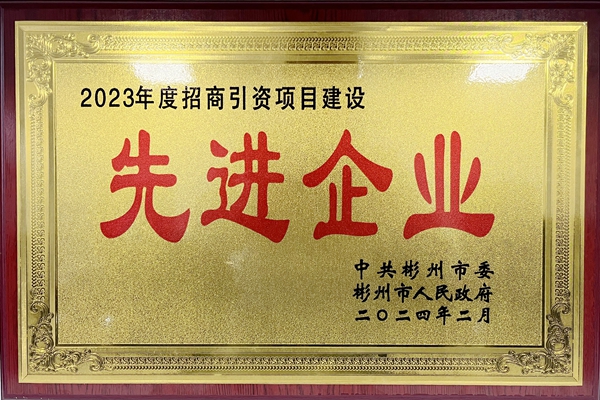 2023年度招商引资项目建设
先进企业
中共彬州市委
彬州市人民政府
二〇二四年二月